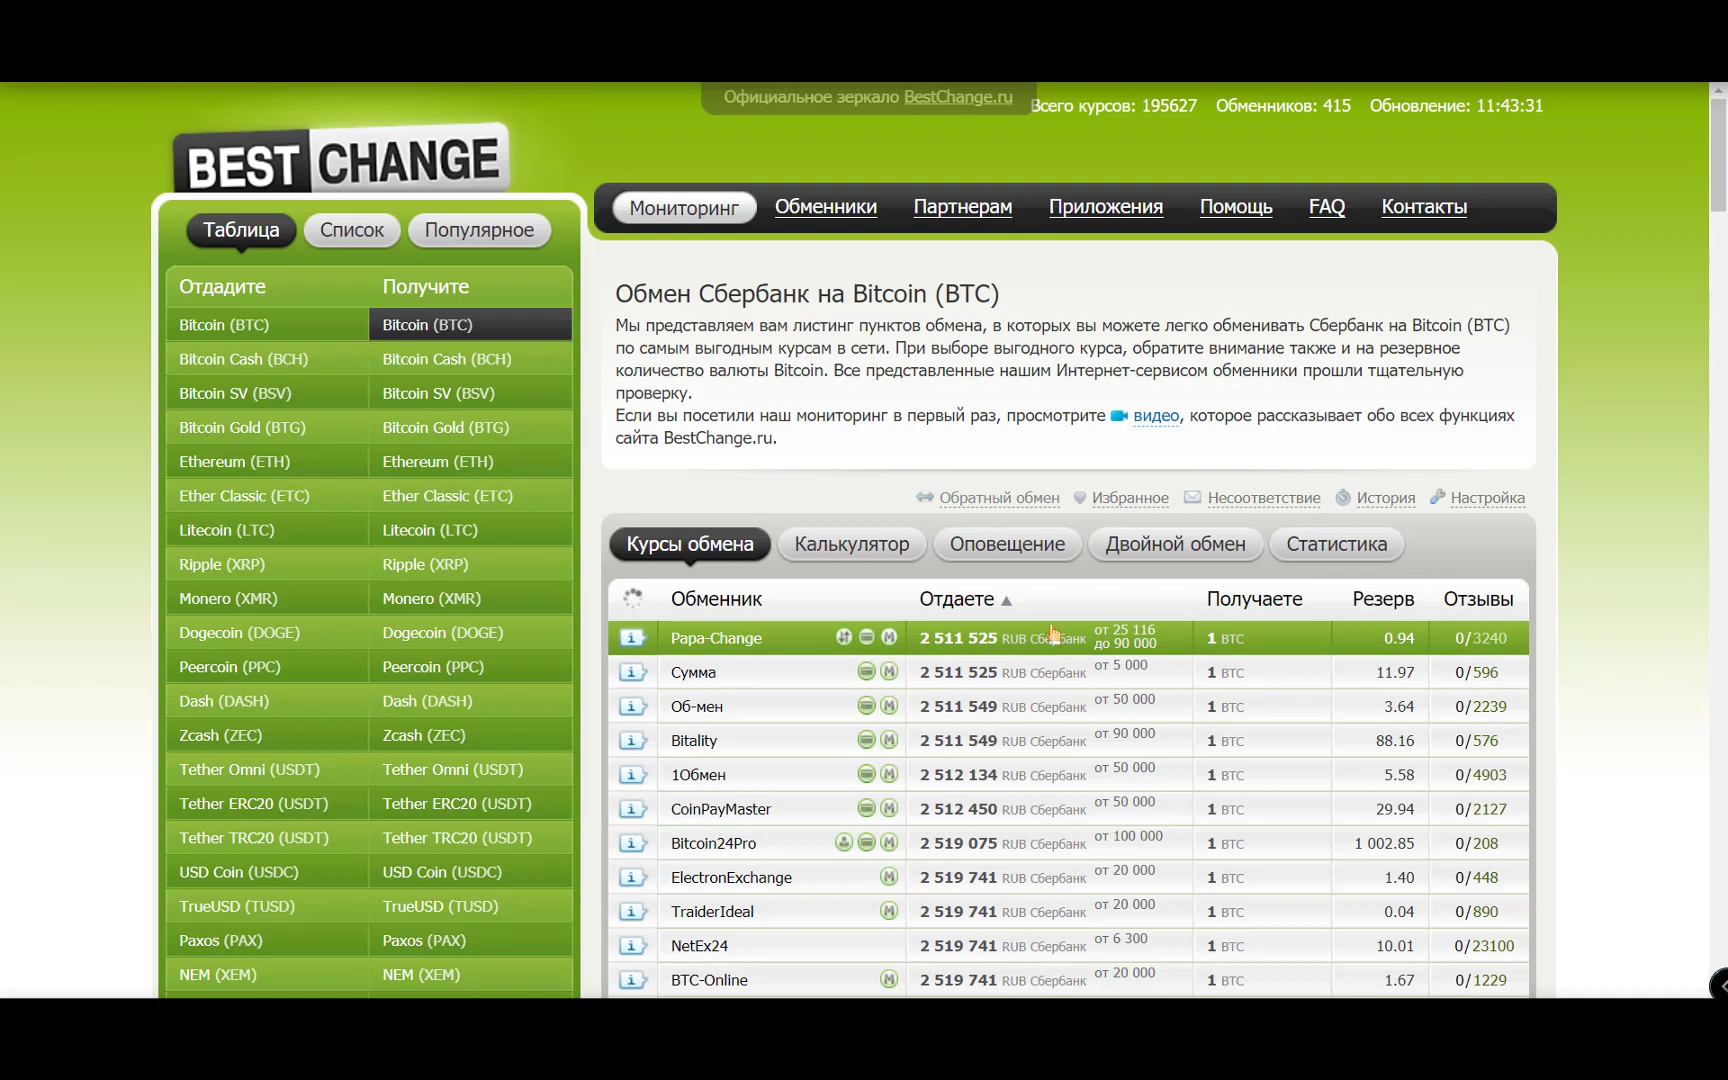 Официальное зеркало BestChange.ru
Всего курсов: 195627 Обменников: 415 Обновление: 11:43:31
BEST CHANGE
Мониторинг Обменники Партнерам Приложения Помощь FAQ Контакты
Таблица Список Популярное
Отдадите Получите
Bitcoin (BTC) Bitcoin (BTC)
Bitcoin Cash (BCH) Bitcoin Cash (BCH)
Bitcoin SV (BSV) Bitcoin SV (BSV)
Bitcoin Gold (BTG) Bitcoin Gold (BTG)
Ethereum (ETH) Ethereum (ETH)
Ether Classic (ETC) Ether Classic (ETC)
Litecoin (LTC) Litecoin (LTC)
Ripple (XRP) Ripple (XRP)
Monero (XMR) Monero (XMR)
Dogecoin (DOGE) Dogecoin (DOGE)
Peercoin (PPC) Peercoin (PPC)
Dash (DASH) Dash (DASH)
Zcash (ZEC) Zcash (ZEC)
Tether Omni (USDT) Tether Omni (USDT)
Tether ERC20 (USDT) Tether ERC20 (USDT)
Tether TRC20 (USDT) Tether TRC20 (USDT)
USD Coin (USDC) USD Coin (USDC)
TrueUSD (TUSD) TrueUSD (TUSD)
Paxos (PAX) Paxos (PAX)
NEM (XEM) NEM (XEM)
Обмен Сбербанк на Bitcoin (BTC)
Мы представляем вам листинг пунктов обмена, в которых вы можете легко обменивать Сбербанк на Bitcoin (BTC)
по самым выгодным курсам в сети. При выборе выгодного курса, обратите внимание также и на резервное
количество валюты Bitcoin. Все представленные нашим Интернет-сервисом обменники прошли тщательную
проверку.
Если вы посетили наш мониторинг в первый раз, просмотрите видео, которое рассказывает обо всех функциях
сайта BestChange.ru.
Обратный обмен Избранное Несоответствие История Настройка
Курсы обмена Калькулятор Оповещение Двойной обмен Статистика
Обменник Отдаете Получаете Резерв Отзывы
Papa-Change M 2 511 525 RUB Сбербанк от 25 116 до 90 000 1 BTC 0.94 0/3240
Сумма M 2 511 525 RUB Сбербанк от 5 000 1 BTC 11.97 0/596
Об-мен M 2 511 549 RUB Сбербанк от 50 000 1 BTC 3.64 0/2239
Bitality M 2 511 549 RUB Сбербанк от 90 000 1 BTC 88.16 0/576
1Обмен M 2 512 134 RUB Сбербанк от 50 000 1 BTC 5.58 0/4903
CoinPayMaster M 2 512 450 RUB Сбербанк от 50 000 1 BTC 29.94 0/2127
Bitcoin24Pro M 2 519 075 RUB Сбербанк от 100 000 1 BTC 1 002.85 0/208
ElectronExchange M 2 519 741 RUB Сбербанк от 20 000 1 BTC 1.40 0/448
TraiderIdeal M 2 519 741 RUB Сбербанк от 20 000 1 BTC 0.04 0/890
NetEx24 2 519 741 RUB Сбербанк от 6 300 1 BTC 10.01 0/23100
BTC-Online M 2 519 741 RUB Сбербанк от 20 000 1 BTC 1.67 0/1229